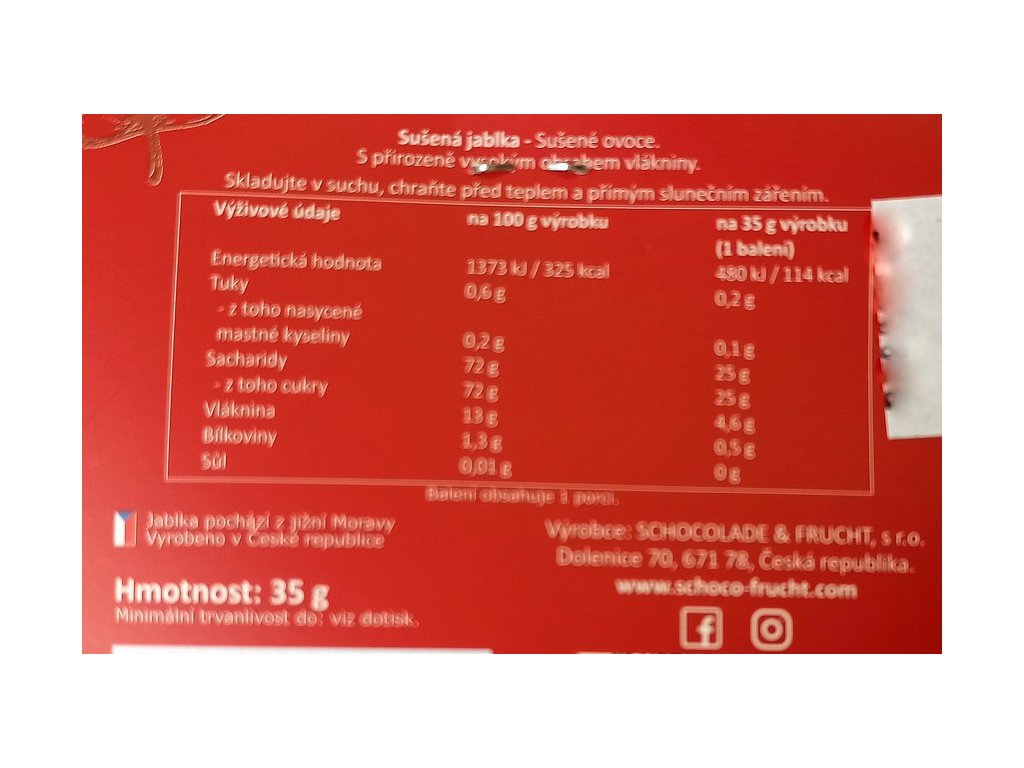 Sušená jablka - Sušené ovoce.
S přirozeně vysokým obsahem vlákniny.
Skladujte v suchu, chraňte před teplem a přímým slunečním zářením.
Výživové údaje na 100 g výrobku na 35 g výrobku
(1 balení)
Energetická hodnota 1373 kJ / 325 kcal 480 kJ / 114 kcal
Tuky 0,6 g 0,2 g
- z toho nasycené
mastné kyseliny 0,2 g 0,1 g
Sacharidy 72 g 25 g
- z toho cukry 72 g 25 g
Vláknina 13 g 4,6 g
Bílkoviny 1,3 g 0,5 g
Sůl 0,01 g 0 g
Balení obsahuje 1 porci.
Jablka pochází z jižní Moravy
Vyrobeno v České republice
Hmotnost: 35 g
Minimální trvanlivost do: viz dotisk.
Výrobce: SCHOCOLADE & FRUCHT, s r.o.
Dolenice 70, 671 78, Česká republika.
www.schoco-frucht.com